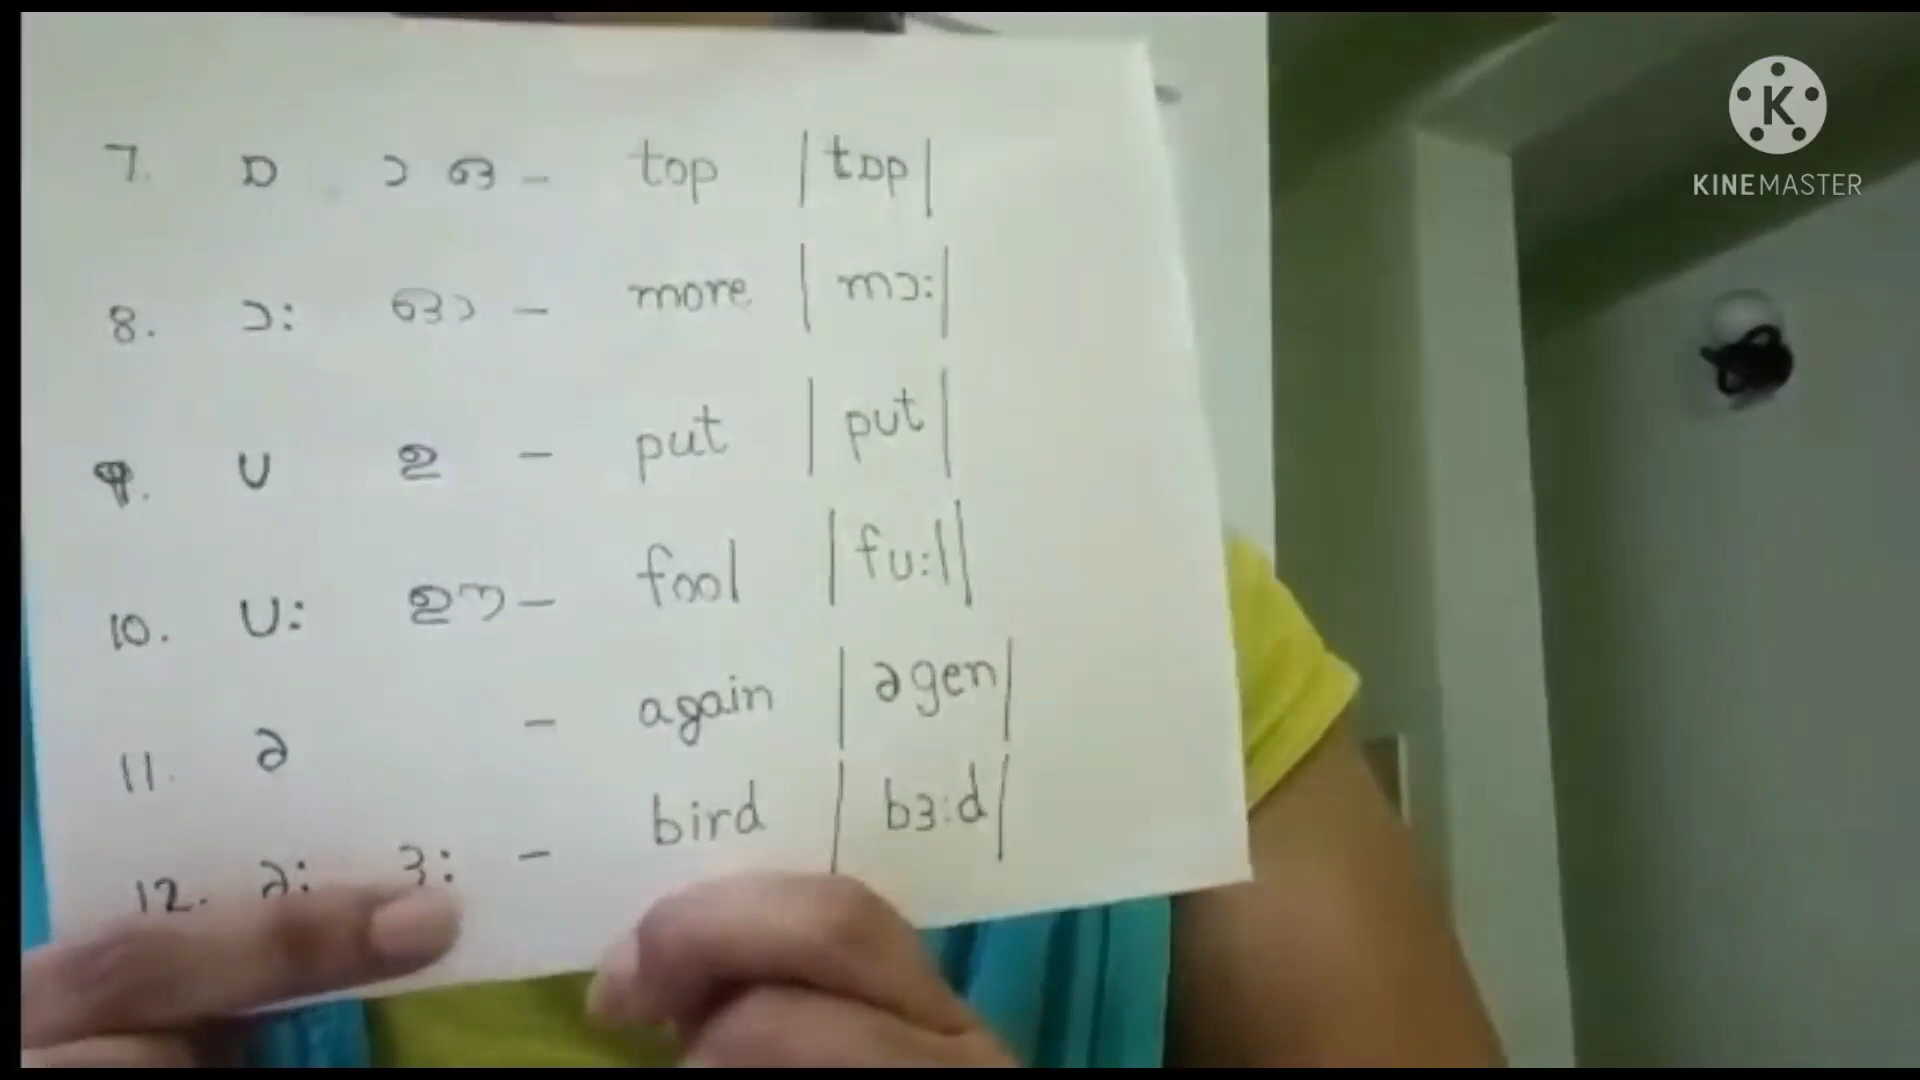 7. ɒ ɔ ഒ - top |tɒp|
8. ɔ: ഓ - more |mɔ:|
9. ʊ ഉ - put |pʊt|
10. u: ഊ - fool |fu:l|
11. ə - again |əgen|
12. ə: ɜ: - bird |bɜ:d|
K
KINEMASTER